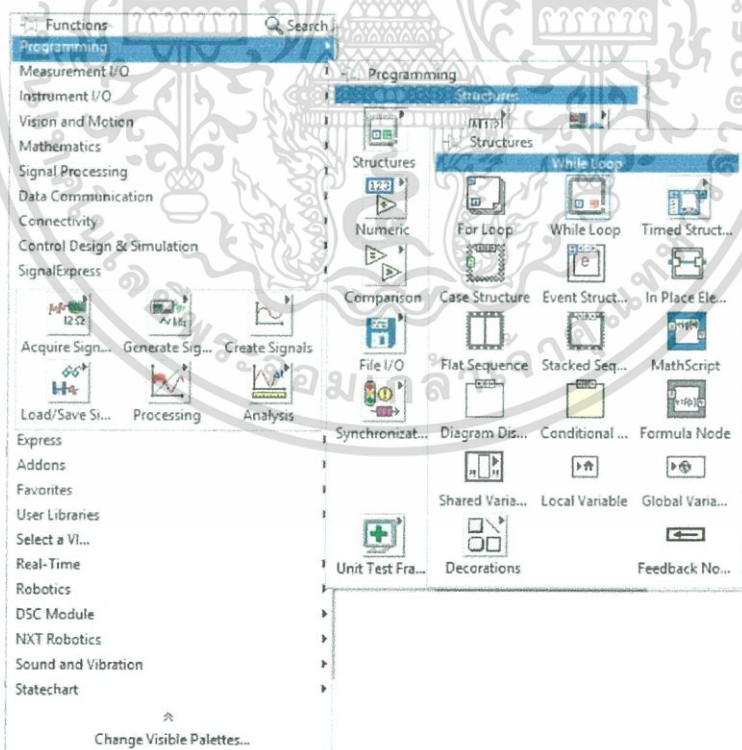 Functions
Search
Programming
Measurement I/O
Instrument I/O
Vision and Motion
Mathematics
Signal Processing
Data Communication
Connectivity
Control Design & Simulation
SignalExpress
Acquire Sign... Generate Sig... Create Signals
Load/Save Si... Processing Analysis
Express
Addons
Favorites
User Libraries
Select a VI...
Real-Time
Robotics
DSC Module
NXT Robotics
Sound and Vibration
Statechart
Change Visible Palettes...
Programming
Structures
Structures
Numeric
Comparison
File I/O
Synchronizat...
Unit Test Fra...
Structures
While Loop
For Loop While Loop Timed Struct...
Case Structure Event Struct... In Place Ele...
Flat Sequence Stacked Seq... MathScript
Diagram Dis... Conditional ... Formula Node
Shared Varia... Local Variable Global Varia...
Decorations Feedback No...